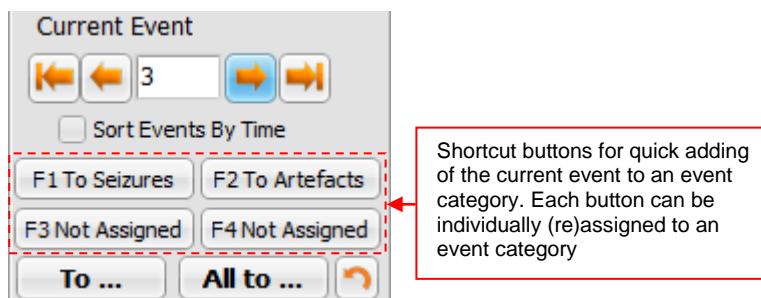 Current Event
3
Sort Events By Time
F1 To Seizures F2 To Artefacts
F3 Not Assigned F4 Not Assigned
To ... All to ...
Shortcut buttons for quick adding
of the current event to an event
category. Each button can be
individually (re)assigned to an
event category